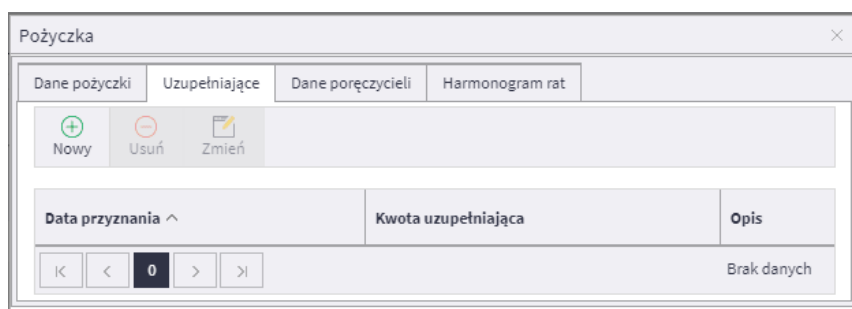 Pożyczka
Dane pożyczki Uzupełniające Dane poręczycieli Harmonogram rat
Nowy Usuń Zmień
Data przyznania Kwota uzupełniająca Opis
0 Brak danych